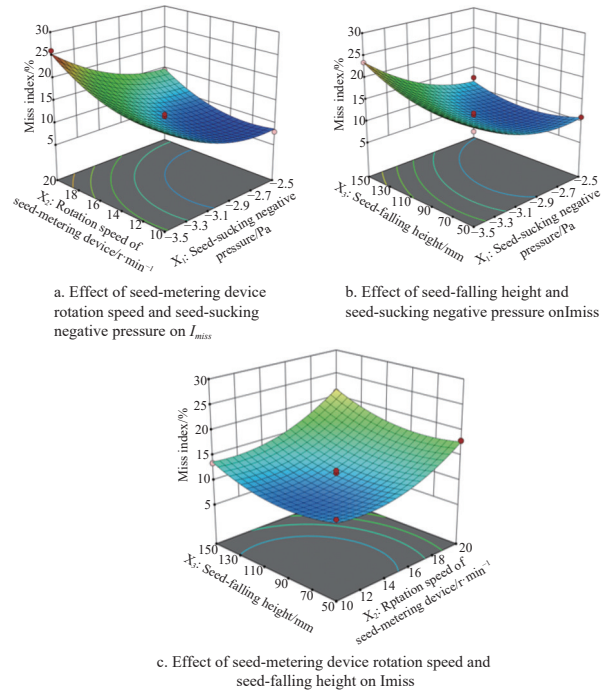 30
25
20
15
10
5
Miss index/%
20
18
16
14
12
10
X₂: Rotation speed of
seed-metering device/r·min⁻¹
−3.5
−3.3
−3.1
−2.9
−2.7
−2.5
X₁: Seed-sucking negative
pressure/Pa
a. Effect of seed-metering device
rotation speed and seed-sucking
negative pressure on I_miss
30
25
20
15
10
5
Miss index/%
150
130
110
90
70
50
X₃: Seed-falling height/mm
−3.5
−3.3
−3.1
−2.9
−2.7
−2.5
X₁: Seed-sucking negative
pressure/Pa
b. Effect of seed-falling height and
seed-sucking negative pressure onImiss
30
25
20
15
10
5
Miss index/%
150
130
110
90
70
50
X₃: Seed-falling height/mm
10
12
14
16
18
20
X₂: Rptation speed of
seed-metering device/r·min⁻¹
c. Effect of seed-metering device rotation speed and
seed-falling height on Imiss